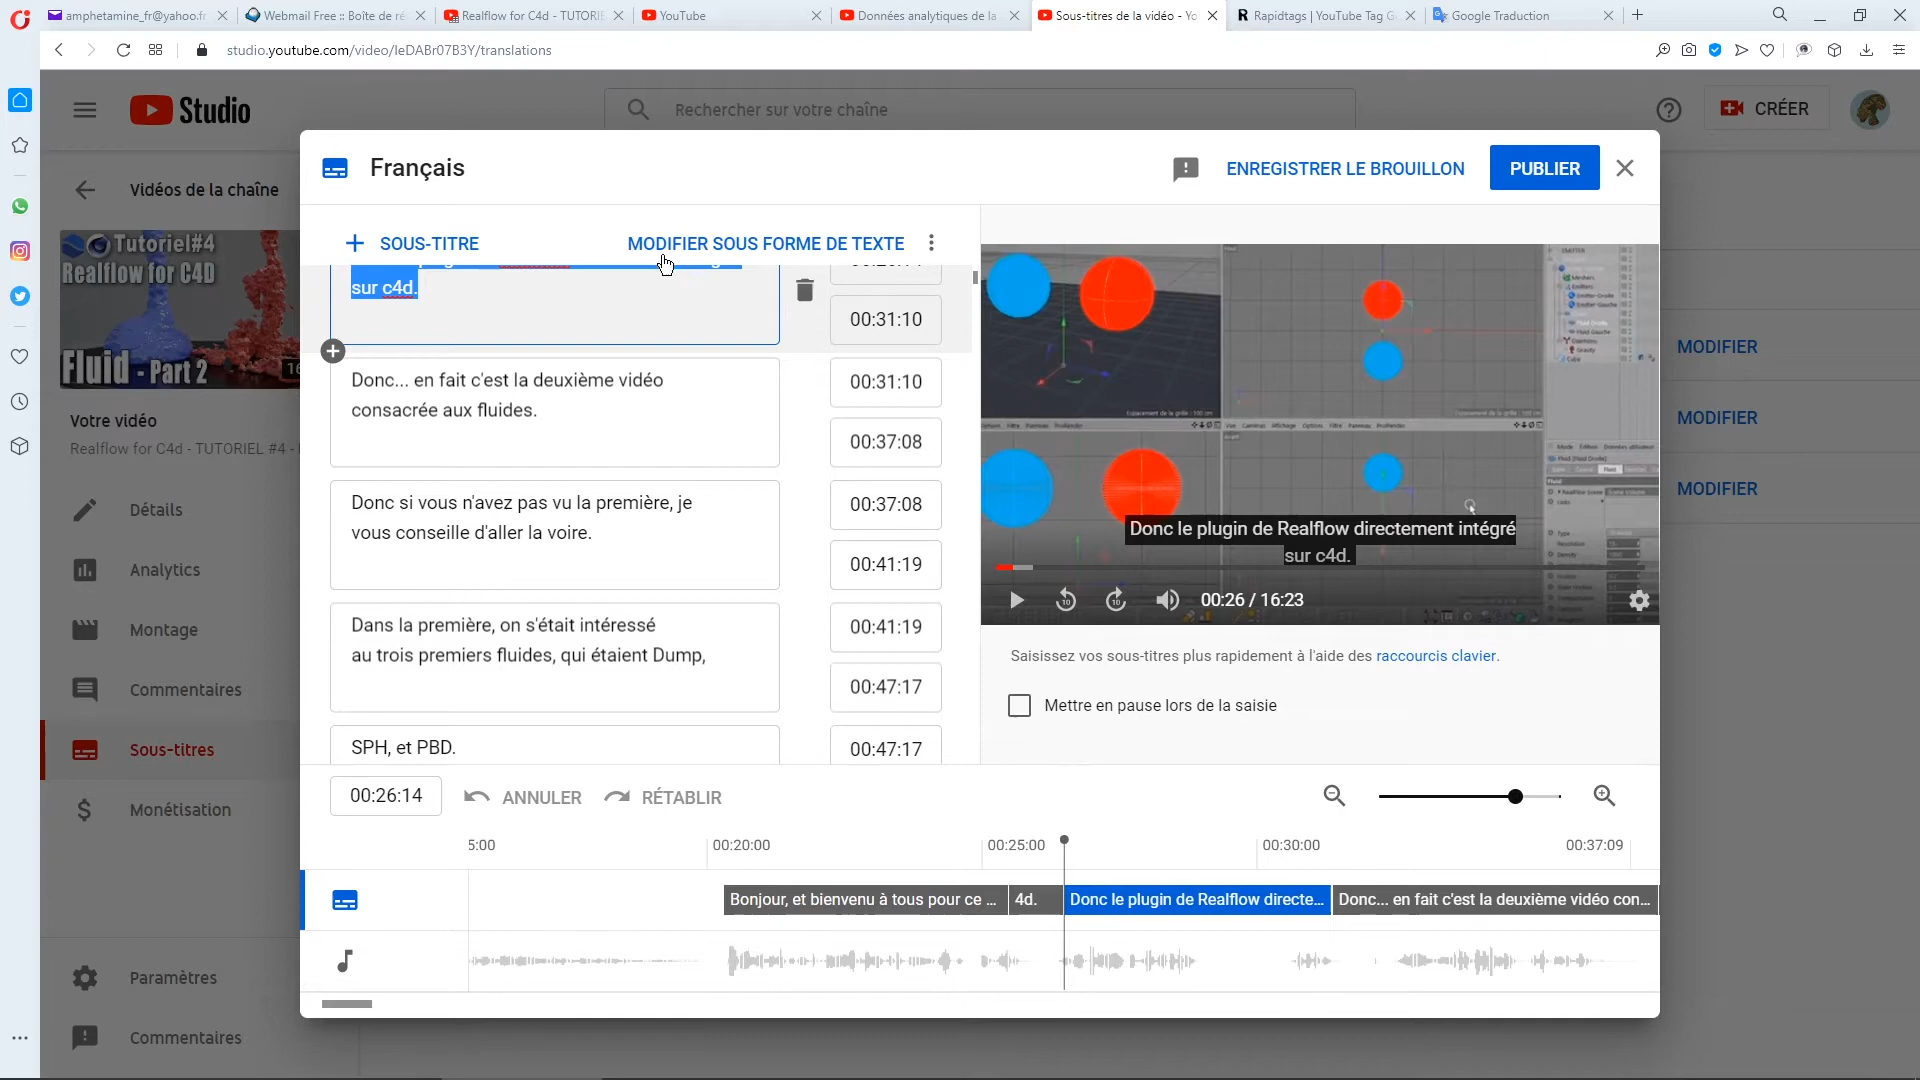 amphetamine_fr@yahoo.fr
Webmail Free :: Boîte de ré
Realflow for C4d - TUTORIE
YouTube
Données analytiques de la
Sous-titres de la vidéo - Yo
Rapidtags | YouTube Tag G
Google Traduction
studio.youtube.com/video/IeDABr07B3Y/translations
Studio
Rechercher sur votre chaîne
CRÉER
Vidéos de la chaîne
Français
ENREGISTRER LE BROUILLON
PUBLIER
SOUS-TITRE
MODIFIER SOUS FORME DE TEXTE
Tutoriel#4
Realflow for C4D
Fluid - Part 2
16
Votre vidéo
Realflow for C4d - TUTORIEL #4 -
Détails
Analytics
Montage
Commentaires
Sous-titres
Monétisation
Paramètres
Commentaires
sur c4d.
00:31:10
Donc... en fait c'est la deuxième vidéo
consacrée aux fluides.
00:31:10
00:37:08
Donc si vous n'avez pas vu la première, je
vous conseille d'aller la voire.
00:37:08
00:41:19
Dans la première, on s'était intéressé
au trois premiers fluides, qui étaient Dump,
00:41:19
00:47:17
SPH, et PBD.
00:47:17
Donc le plugin de Realflow directement intégré
sur c4d.
00:26 / 16:23
Saisissez vos sous-titres plus rapidement à l'aide des raccourcis clavier.
Mettre en pause lors de la saisie
MODIFIER
MODIFIER
MODIFIER
00:26:14
ANNULER
RÉTABLIR
5:00
00:20:00
00:25:00
00:30:00
00:37:09
Bonjour, et bienvenu à tous pour ce ...
4d.
Donc le plugin de Realflow directe...
Donc... en fait c'est la deuxième vidéo con...